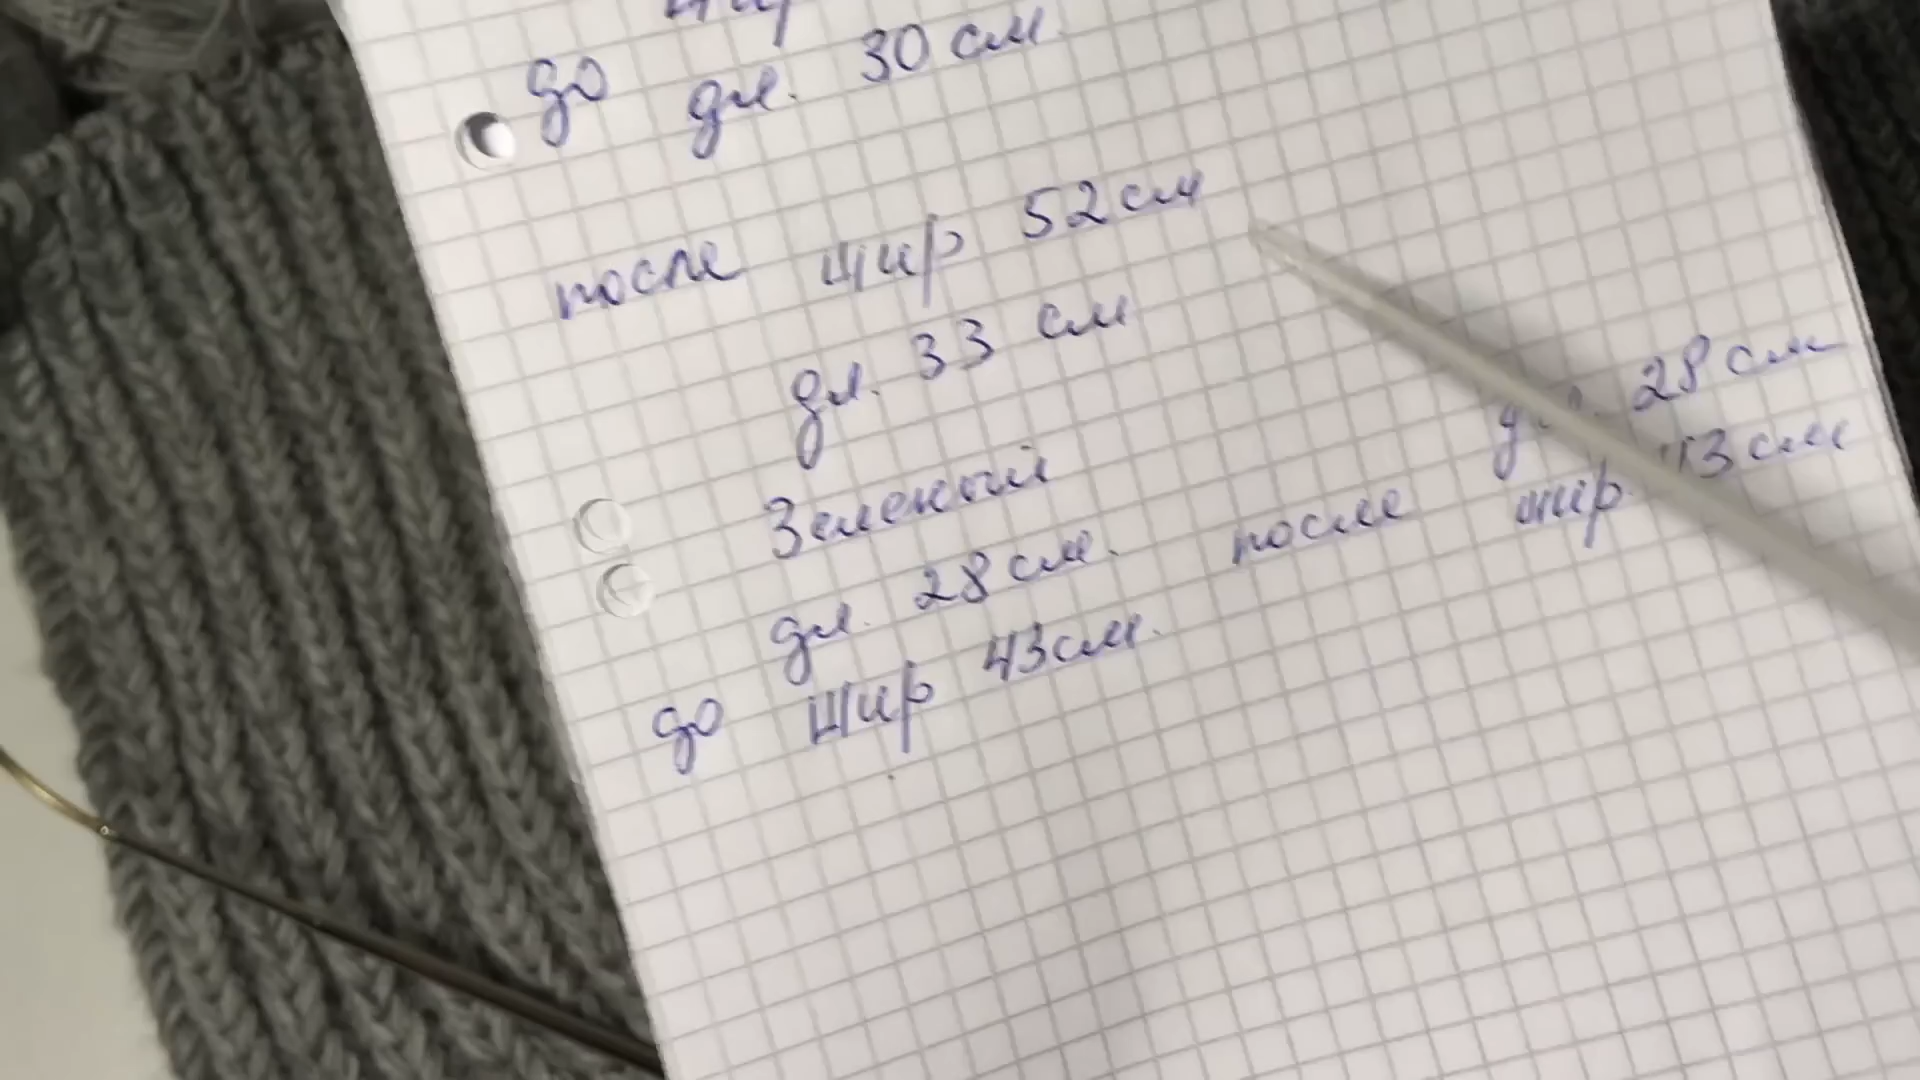 до дл. 30 см.
после шир 52 см
дл. 33 см
Зеленый
дл. 28 см. после дл. 28 см
до шир 43 см. шир. 43 см